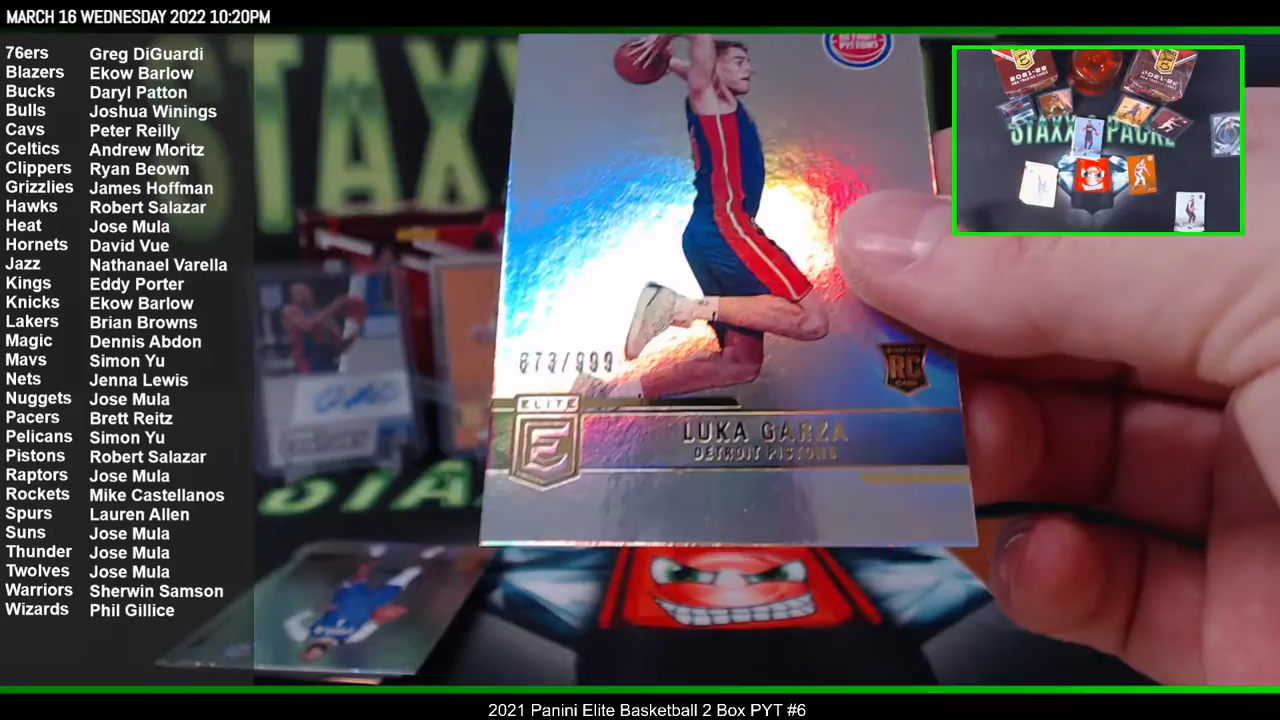 MARCH 16 WEDNESDAY 2022 10:20PM
76ers Greg DiGuardi
Blazers Ekow Barlow
Bucks Daryl Patton
Bulls Joshua Winings
Cavs Peter Reilly
Celtics Andrew Moritz
Clippers Ryan Beown
Grizzlies James Hoffman
Hawks Robert Salazar
Heat Jose Mula
Hornets David Vue
Jazz Nathanael Varella
Kings Eddy Porter
Knicks Ekow Barlow
Lakers Brian Browns
Magic Dennis Abdon
Mavs Simon Yu
Nets Jenna Lewis
Nuggets Jose Mula
Pacers Brett Reitz
Pelicans Simon Yu
Pistons Robert Salazar
Raptors Jose Mula
Rockets Mike Castellanos
Spurs Lauren Allen
Suns Jose Mula
Thunder Jose Mula
Twolves Jose Mula
Warriors Sherwin Samson
Wizards Phil Gillice
STAXX
PISTONS
673/999
RC
ELITE
E
LUKA GARZA
DETROIT PISTONS
STAXX
2021 Panini Elite Basketball 2 Box PYT #6